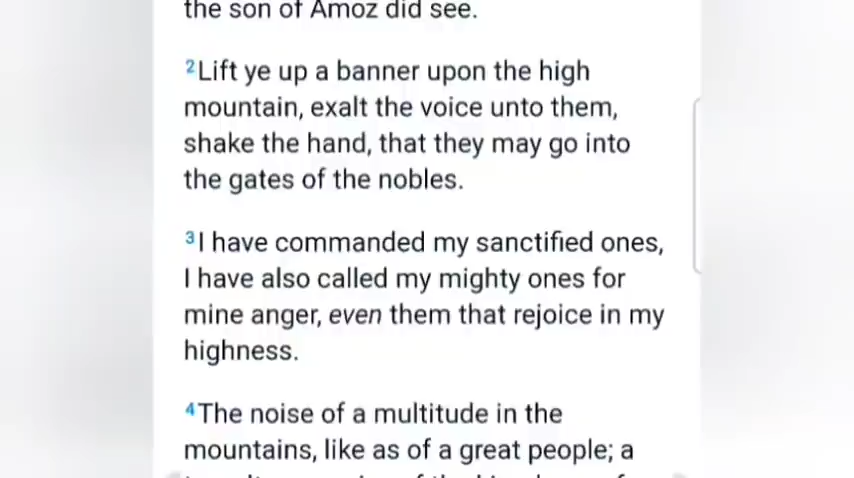 the son of Amoz did see.
2Lift ye up a banner upon the high
mountain, exalt the voice unto them,
shake the hand, that they may go into
the gates of the nobles.
3I have commanded my sanctified ones,
I have also called my mighty ones for
mine anger, even them that rejoice in my
highness.
4The noise of a multitude in the
mountains, like as of a great people; a